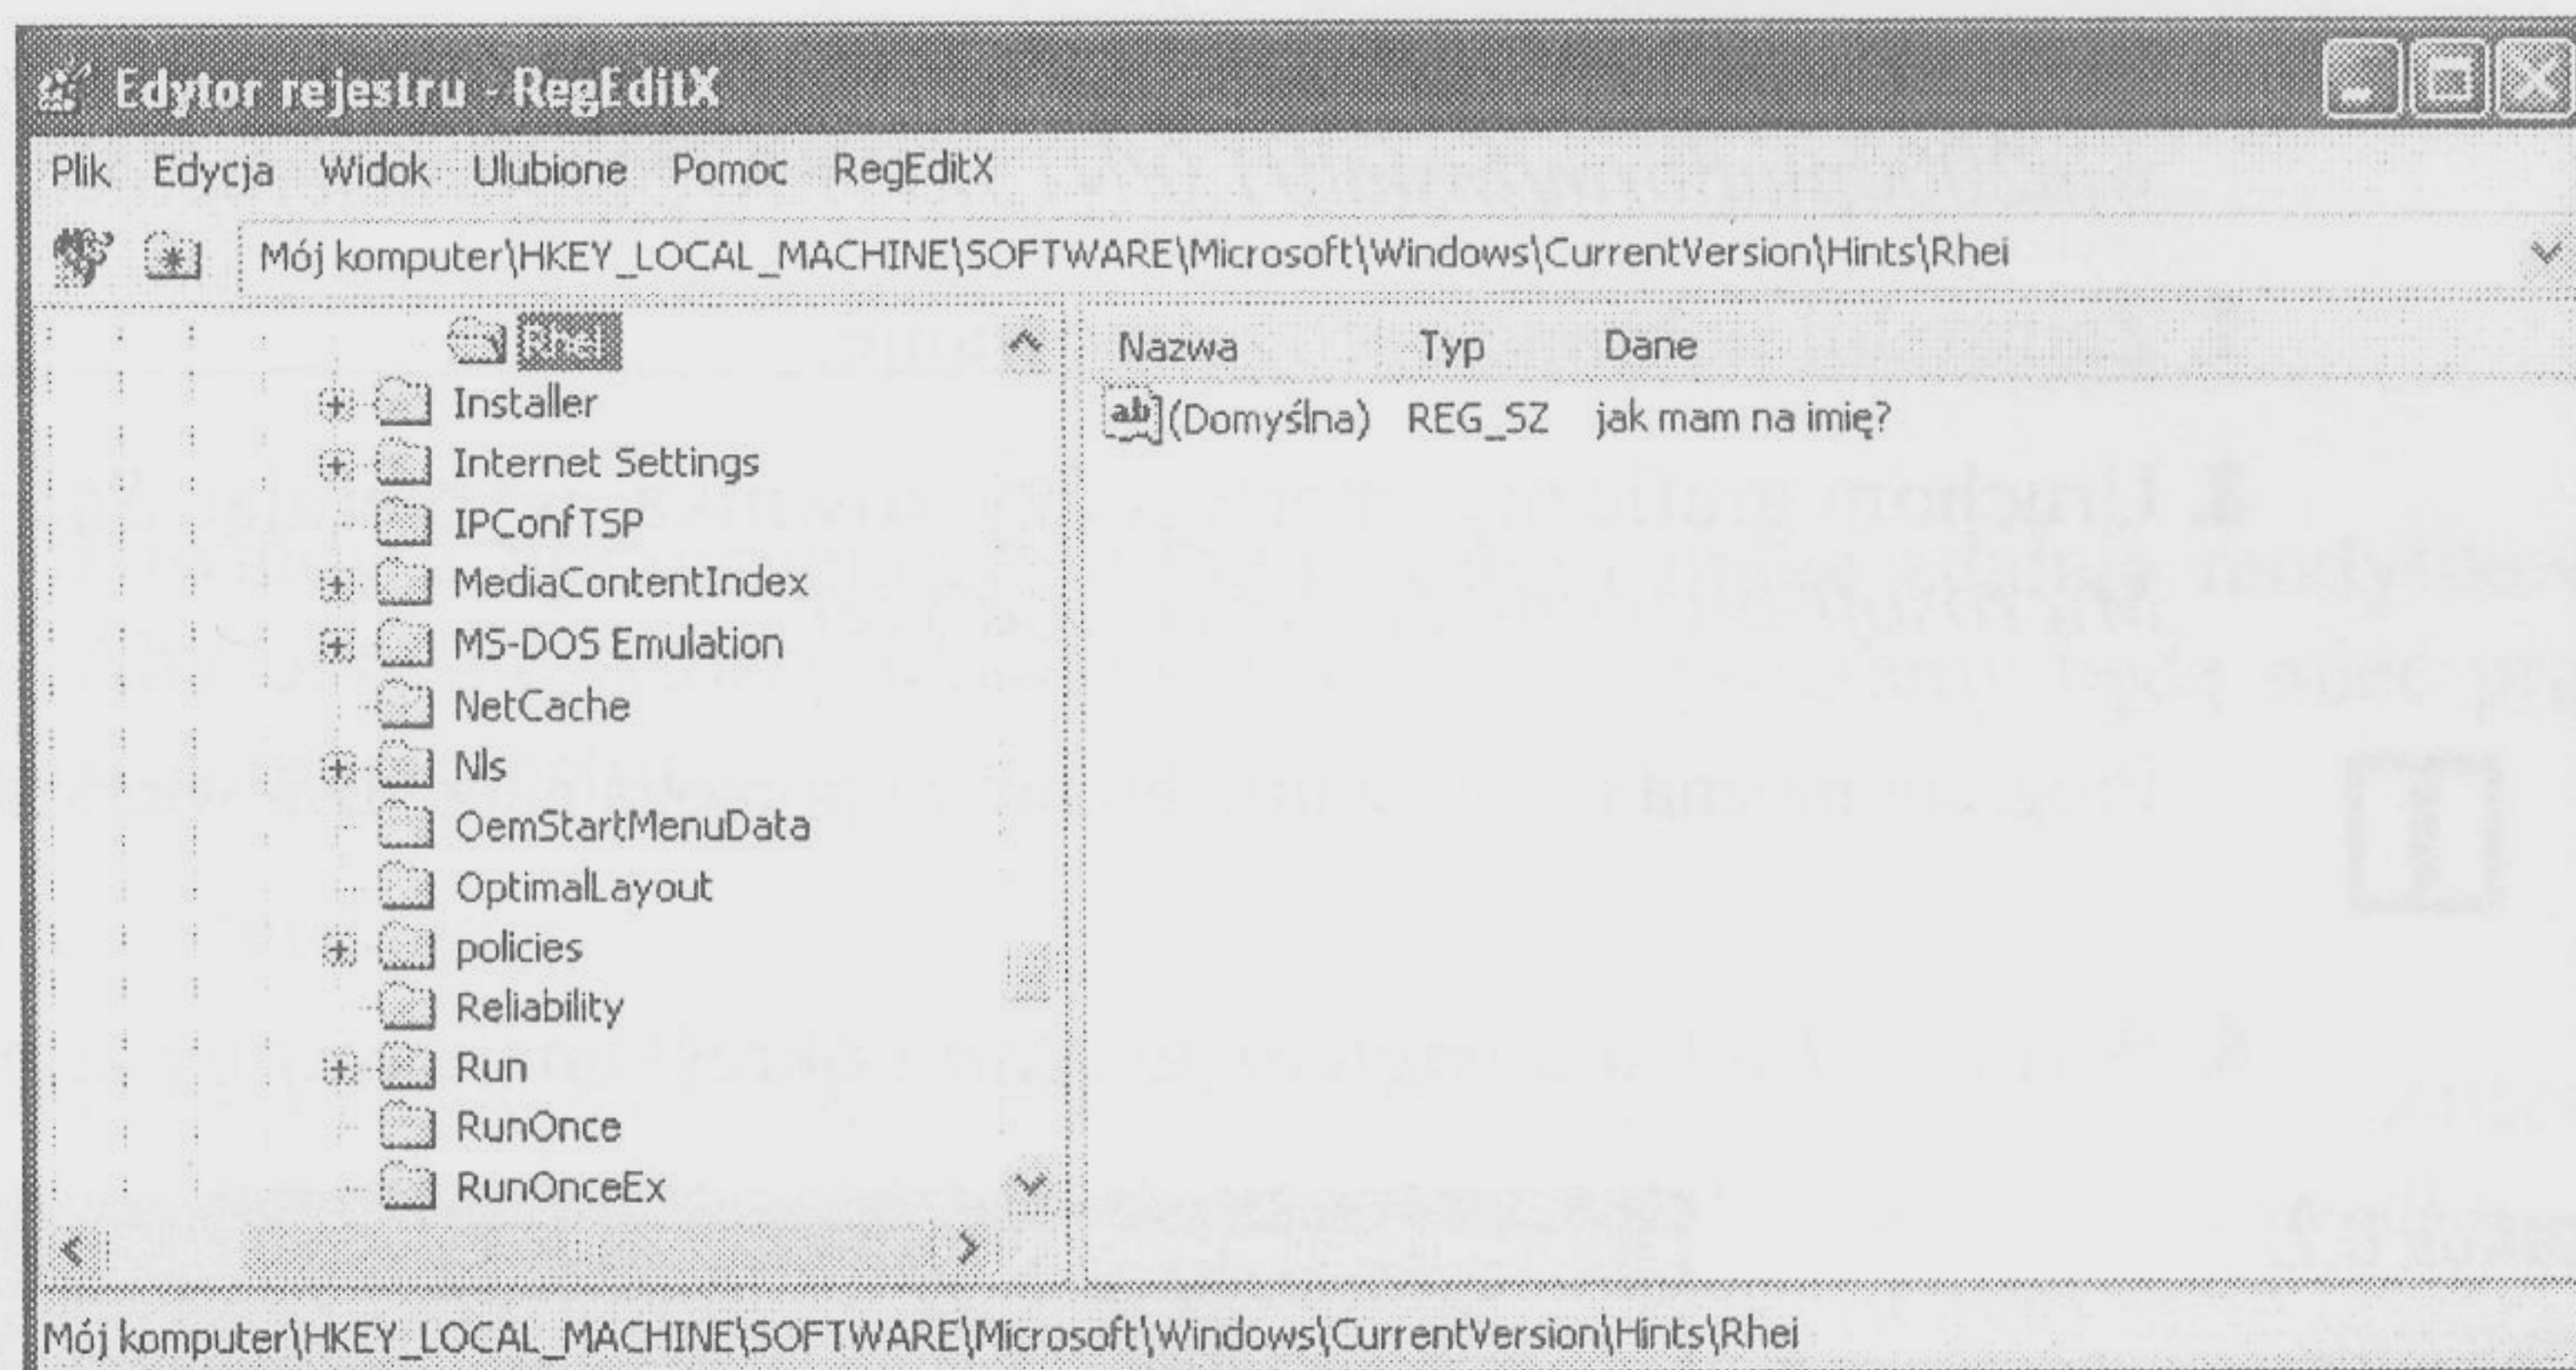 Edytor rejestru - RegEditX
Plik Edycja Widok Ulubione Pomoc RegEditX
Mój komputer\HKEY_LOCAL_MACHINE\SOFTWARE\Microsoft\Windows\CurrentVersion\Hints\Rhei
Rhei
Installer
Internet Settings
IPConfTSP
MediaContentIndex
MS-DOS Emulation
NetCache
Nls
OemStartMenuData
OptimalLayout
policies
Reliability
Run
RunOnce
RunOnceEx
Nazwa Typ Dane
ab (Domyślna) REG_SZ jak mam na imię?
Mój komputer\HKEY_LOCAL_MACHINE\SOFTWARE\Microsoft\Windows\CurrentVersion\Hints\Rhei